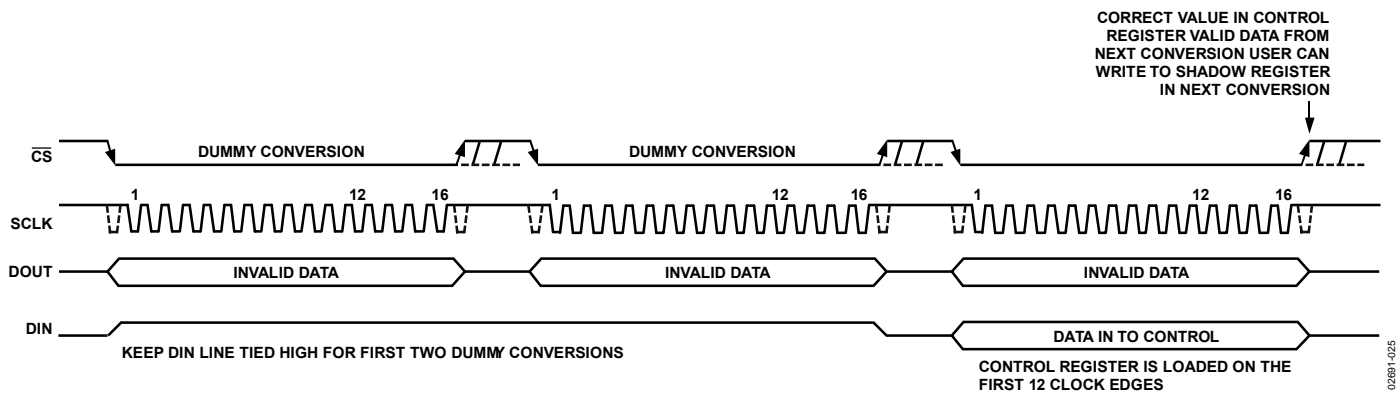 CORRECT VALUE IN CONTROL
REGISTER VALID DATA FROM
NEXT CONVERSION USER CAN
WRITE TO SHADOW REGISTER
IN NEXT CONVERSION
CS DUMMY CONVERSION DUMMY CONVERSION
1 12 16 1 12 16 1 12 16
SCLK
DOUT INVALID DATA INVALID DATA INVALID DATA
DIN DATA IN TO CONTROL
KEEP DIN LINE TIED HIGH FOR FIRST TWO DUMMY CONVERSIONS
CONTROL REGISTER IS LOADED ON THE
FIRST 12 CLOCK EDGES
02691-025